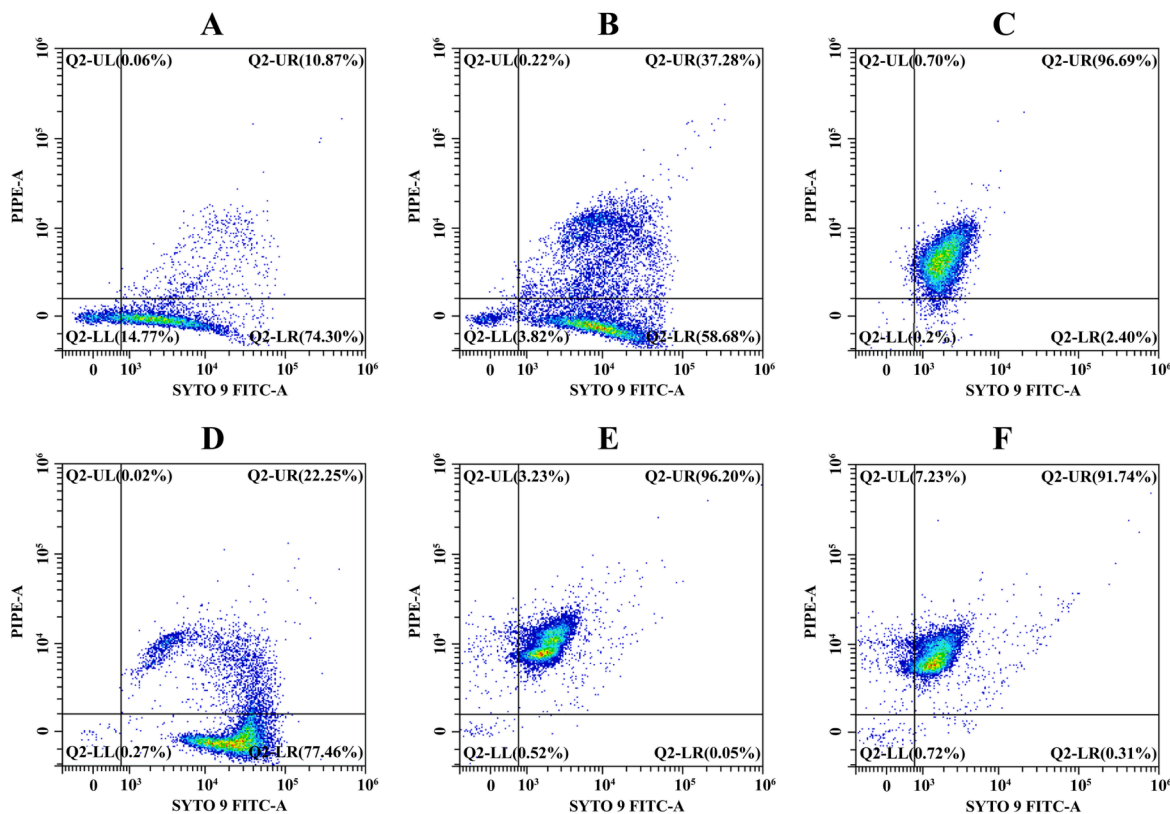 A
10⁶
Q2-UL(0.06%) Q2-UR(10.87%)
10⁵
PIPE-A
10⁴
0
Q2-LL(14.77%) Q2-LR(74.30%)
0 10³ 10⁴ 10⁵ 10⁶
SYTO 9 FITC-A
B
10⁶
Q2-UL(0.22%) Q2-UR(37.28%)
10⁵
PIPE-A
10⁴
0
Q2-LL(3.82%) Q2-LR(58.68%)
0 10³ 10⁴ 10⁵ 10⁶
SYTO 9 FITC-A
C
10⁶
Q2-UL(0.70%) Q2-UR(96.69%)
10⁵
PIPE-A
10⁴
0
Q2-LL(0.2%) Q2-LR(2.40%)
0 10³ 10⁴ 10⁵ 10⁶
SYTO 9 FITC-A
D
10⁶
Q2-UL(0.02%) Q2-UR(22.25%)
10⁵
PIPE-A
10⁴
0
Q2-LL(0.27%) Q2-LR(77.46%)
0 10³ 10⁴ 10⁵ 10⁶
SYTO 9 FITC-A
E
10⁶
Q2-UL(3.23%) Q2-UR(96.20%)
10⁵
PIPE-A
10⁴
0
Q2-LL(0.52%) Q2-LR(0.05%)
0 10³ 10⁴ 10⁵ 10⁶
SYTO 9 FITC-A
F
10⁶
Q2-UL(7.23%) Q2-UR(91.74%)
10⁵
PIPE-A
10⁴
0
Q2-LL(0.72%) Q2-LR(0.31%)
0 10³ 10⁴ 10⁵ 10⁶
SYTO 9 FITC-A